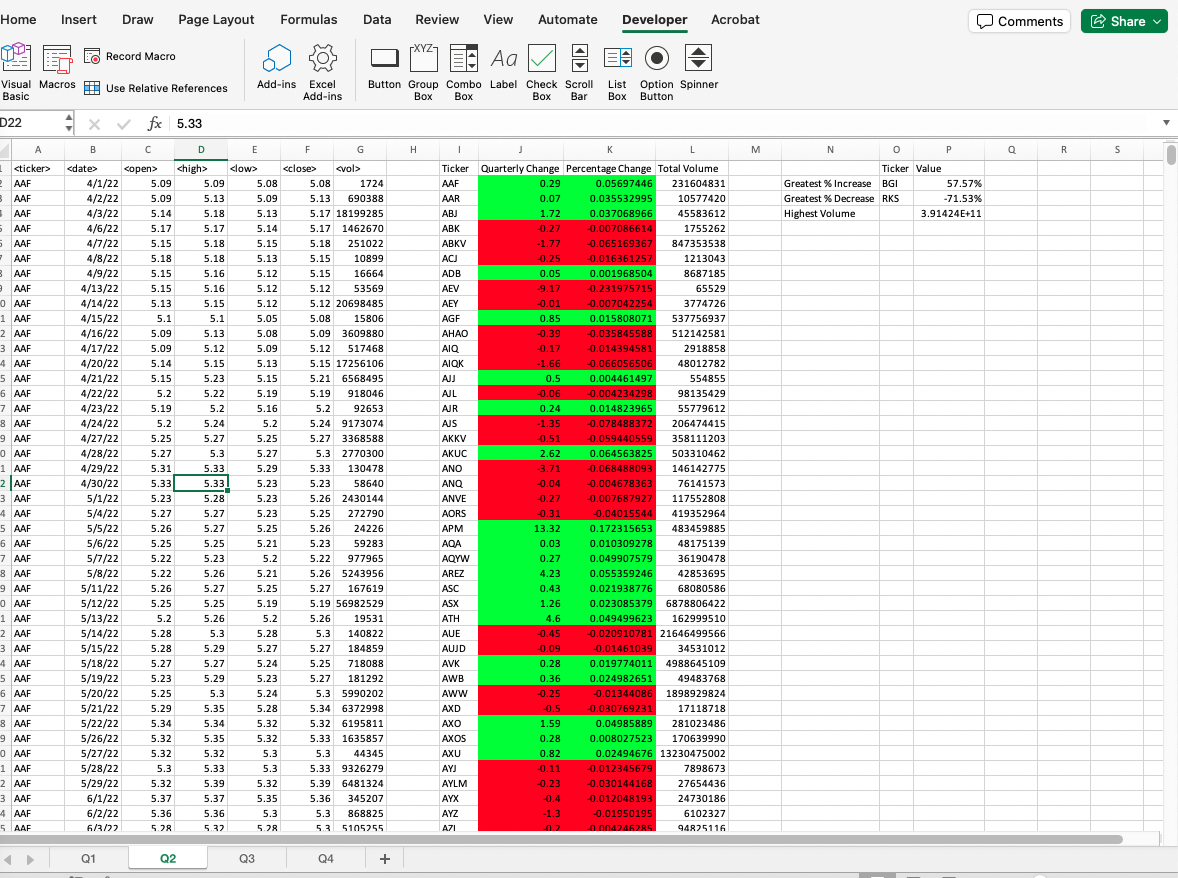 Home Insert Draw Page Layout Formulas Data Review View Automate Developer Acrobat Comments Share
Visual Basic Macros Record Macro Use Relative References Add-ins Excel Add-ins Button XYZ Group Box Combo Box Aa Label Check Box Scroll Bar List Box Option Button Spinner
D22 fx 5.33
A B C D E F G H I J K L M N O P Q R S
<ticker> <date> <open> <high> <low> <close> <vol> Ticker Quarterly Change Percentage Change Total Volume Ticker Value
AAF 4/1/22 5.09 5.09 5.08 5.08 1724 AAF 0.29 0.05697446 231604831 Greatest % Increase BGI 57.57%
AAF 4/2/22 5.09 5.13 5.09 5.13 690388 AAR 0.07 0.035532995 10577420 Greatest % Decrease RKS -71.53%
AAF 4/3/22 5.14 5.18 5.13 5.17 18199285 ABJ 1.72 0.037068966 45583612 Highest Volume 3.91424E+11
AAF 4/6/22 5.17 5.17 5.14 5.17 1462670 ABK -0.27 -0.007086614 1755262
AAF 4/7/22 5.15 5.18 5.15 5.18 251022 ABKV -1.77 -0.065169367 847353538
AAF 4/8/22 5.18 5.18 5.13 5.15 10899 ACJ -0.25 -0.016361257 1213043
AAF 4/9/22 5.15 5.16 5.12 5.15 16664 ADB 0.05 0.001968504 8687185
AAF 4/13/22 5.15 5.16 5.12 5.12 53569 AEV -9.17 -0.231975715 65529
AAF 4/14/22 5.13 5.15 5.12 5.12 20698485 AEY -0.01 -0.007042254 3774726
AAF 4/15/22 5.1 5.1 5.05 5.08 15806 AGF 0.85 0.015808071 537756937
AAF 4/16/22 5.09 5.13 5.08 5.09 3609880 AHAO -0.39 -0.035845588 512142581
AAF 4/17/22 5.09 5.12 5.09 5.12 517468 AIQ -0.17 -0.014394581 2918858
AAF 4/20/22 5.14 5.15 5.13 5.15 17256106 AIQK -1.66 -0.066056506 48012782
AAF 4/21/22 5.15 5.23 5.15 5.21 6568495 AJJ 0.5 0.004461497 554855
AAF 4/22/22 5.2 5.22 5.19 5.19 918046 AJL -0.06 -0.004234298 98135429
AAF 4/23/22 5.19 5.2 5.16 5.2 92653 AJR 0.24 0.014823965 55779612
AAF 4/24/22 5.2 5.24 5.2 5.24 9173074 AJS -1.35 -0.078488372 206474415
AAF 4/27/22 5.25 5.27 5.25 5.27 3368588 AKKV -0.51 -0.059440559 358111203
AAF 4/28/22 5.27 5.3 5.27 5.3 2770300 AKUC 2.62 0.064563825 503310462
AAF 4/29/22 5.31 5.33 5.29 5.33 130478 ANO -3.71 -0.068488093 146142775
AAF 4/30/22 5.33 5.33 5.23 5.23 58640 ANQ -0.04 -0.004678363 76141573
AAF 5/1/22 5.23 5.28 5.23 5.26 2430144 ANVE -0.27 -0.007687927 117552808
AAF 5/4/22 5.27 5.27 5.23 5.25 272790 AORS -0.31 -0.04015544 419352964
AAF 5/5/22 5.26 5.27 5.25 5.26 24226 APM 13.32 0.172315653 483459885
AAF 5/6/22 5.25 5.25 5.21 5.23 59283 AQA 0.03 0.010309278 48175139
AAF 5/7/22 5.22 5.23 5.2 5.22 977965 AQYW 0.27 0.049907579 36190478
AAF 5/8/22 5.22 5.26 5.21 5.26 5243956 AREZ 4.23 0.055359246 42853695
AAF 5/11/22 5.26 5.27 5.25 5.27 167619 ASC 0.43 0.021938776 68080586
AAF 5/12/22 5.25 5.25 5.19 5.19 56982529 ASX 1.26 0.023085379 6878806422
AAF 5/13/22 5.2 5.26 5.2 5.26 19531 ATH 4.6 0.049499623 162999510
AAF 5/14/22 5.28 5.3 5.28 5.3 140822 AUE -0.45 -0.020910781 21646499566
AAF 5/15/22 5.28 5.29 5.27 5.27 184859 AUJD -0.09 -0.01461039 34531012
AAF 5/18/22 5.27 5.27 5.24 5.25 718088 AVK 0.28 0.019774011 4988645109
AAF 5/19/22 5.23 5.29 5.23 5.27 181292 AWB 0.36 0.024982651 49483768
AAF 5/20/22 5.25 5.3 5.24 5.3 5990202 AWW -0.25 -0.01344086 1898929824
AAF 5/21/22 5.29 5.35 5.28 5.34 6372998 AXD -0.5 -0.030769231 17118718
AAF 5/22/22 5.34 5.34 5.32 5.32 6195811 AXO 1.59 0.04985889 281023486
AAF 5/26/22 5.32 5.35 5.32 5.33 1635857 AXOS 0.28 0.008027523 170639990
AAF 5/27/22 5.32 5.32 5.3 5.3 44345 AXU 0.82 0.02494676 13230475002
AAF 5/28/22 5.3 5.33 5.3 5.33 9326279 AYJ -0.11 -0.012345679 7898673
AAF 5/29/22 5.32 5.39 5.32 5.39 6481324 AYLM -0.23 -0.030144168 27654436
AAF 6/1/22 5.37 5.37 5.35 5.36 345207 AYX -0.4 -0.012048193 24730186
AAF 6/2/22 5.36 5.36 5.3 5.3 868825 AYZ -1.3 -0.01950195 6102327
AAF 6/3/22 5.28 5.32 5.28 5.3 5105255 AZL -0.2 -0.004246285 94825116
Q1 Q2 Q3 Q4 +